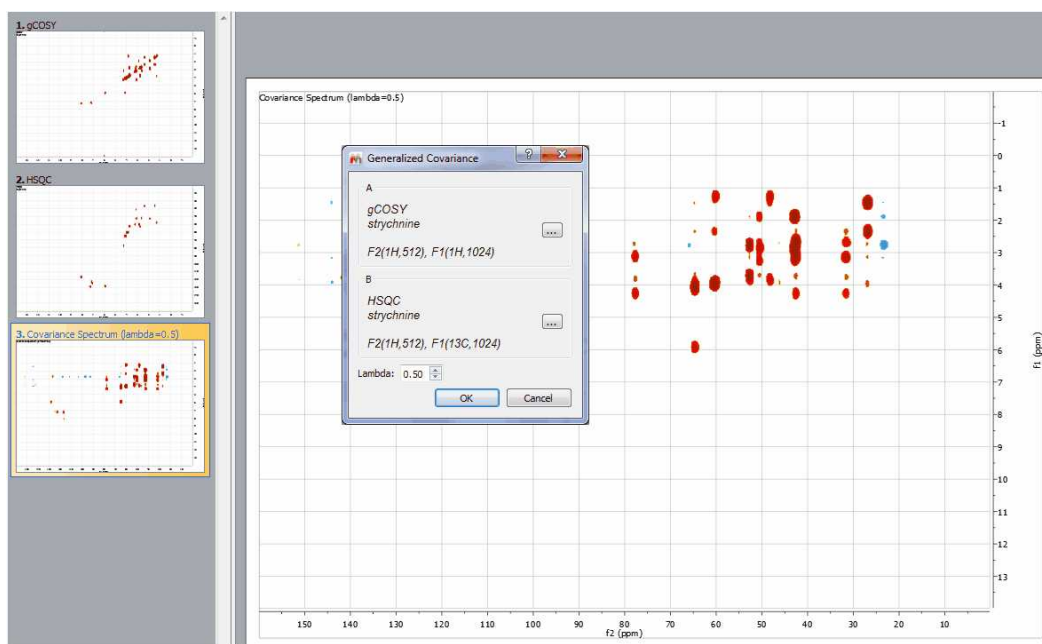 1. gCOSY
2. HSQC
3. Covariance Spectrum (lambda=0.5)
Covariance Spectrum (lambda=0.5)
Generalized Covariance
?
X
A
gCOSY
strychnine
...
F2(1H,512), F1(1H,1024)
B
HSQC
strychnine
...
F2(1H,512), F1(13C,1024)
Lambda: 0.50
OK Cancel
-1
0
1
2
3
4
5
6
7
8
9
10
11
12
13
f1 (ppm)
150 140 130 120 110 100 90 80 70 60 50 40 30 20 10
f2 (ppm)